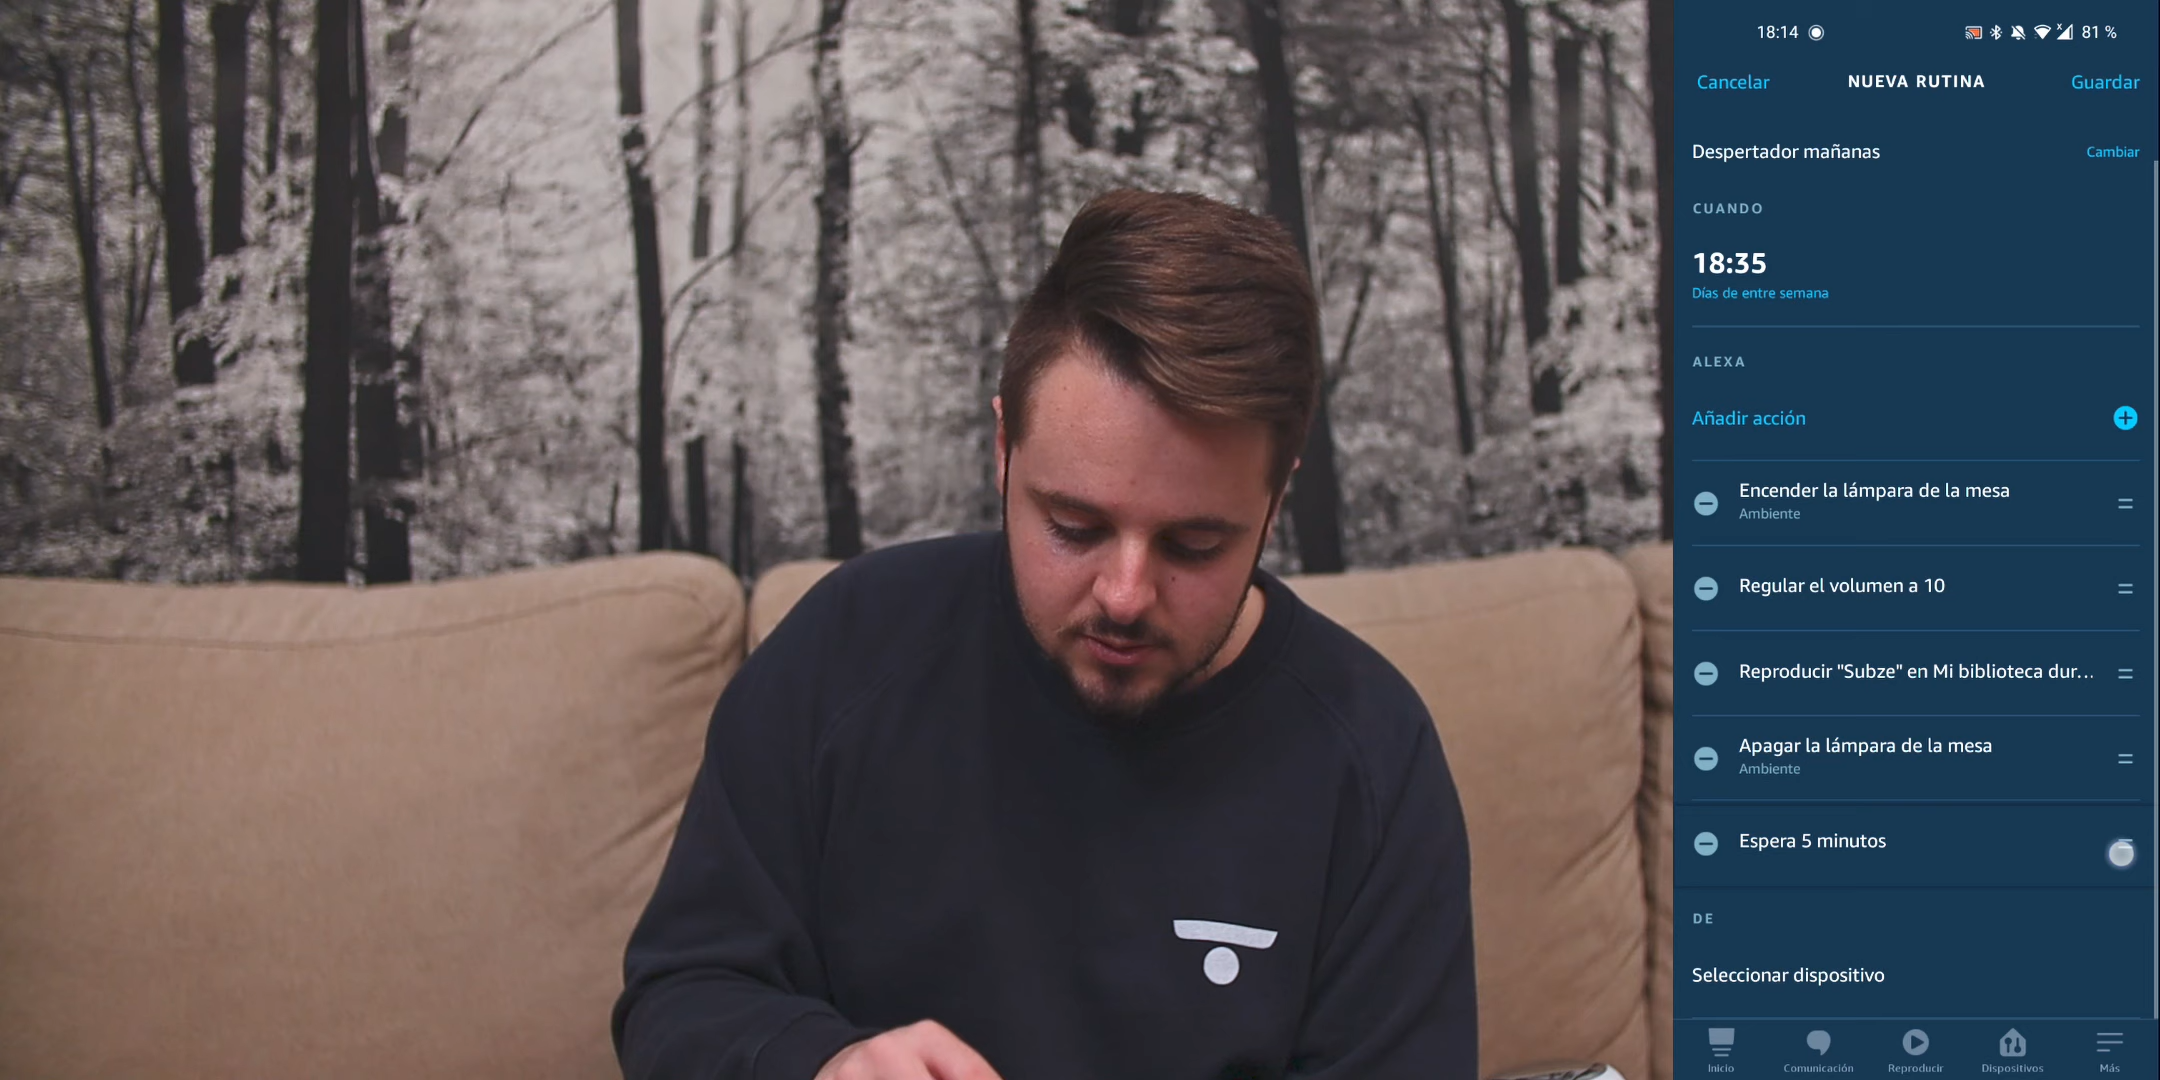 18:14
81 %
Cancelar
NUEVA RUTINA
Guardar
Despertador mañanas
Cambiar
CUANDO
18:35
Días de entre semana
ALEXA
Añadir acción
Encender la lámpara de la mesa
Ambiente
Regular el volumen a 10
Reproducir "Subze" en Mi biblioteca dur...
Apagar la lámpara de la mesa
Ambiente
Espera 5 minutos
DE
Seleccionar dispositivo
Inicio
Comunicación
Reproducir
Dispositivos
Más